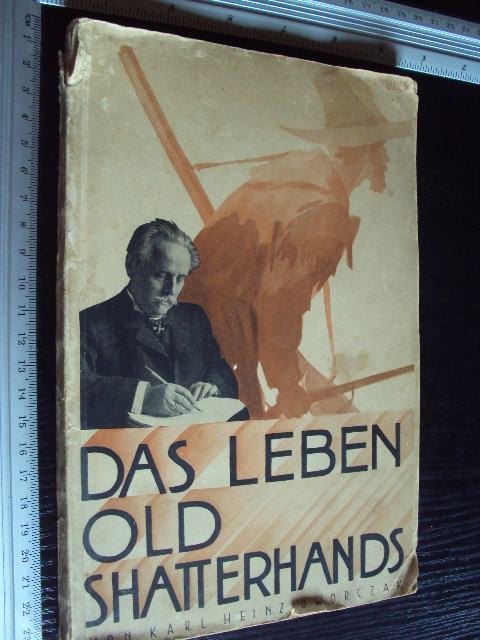 DAS LEBEN
OLD
SHATTERHANDS
VON KARL HEINZ DWORCZAK